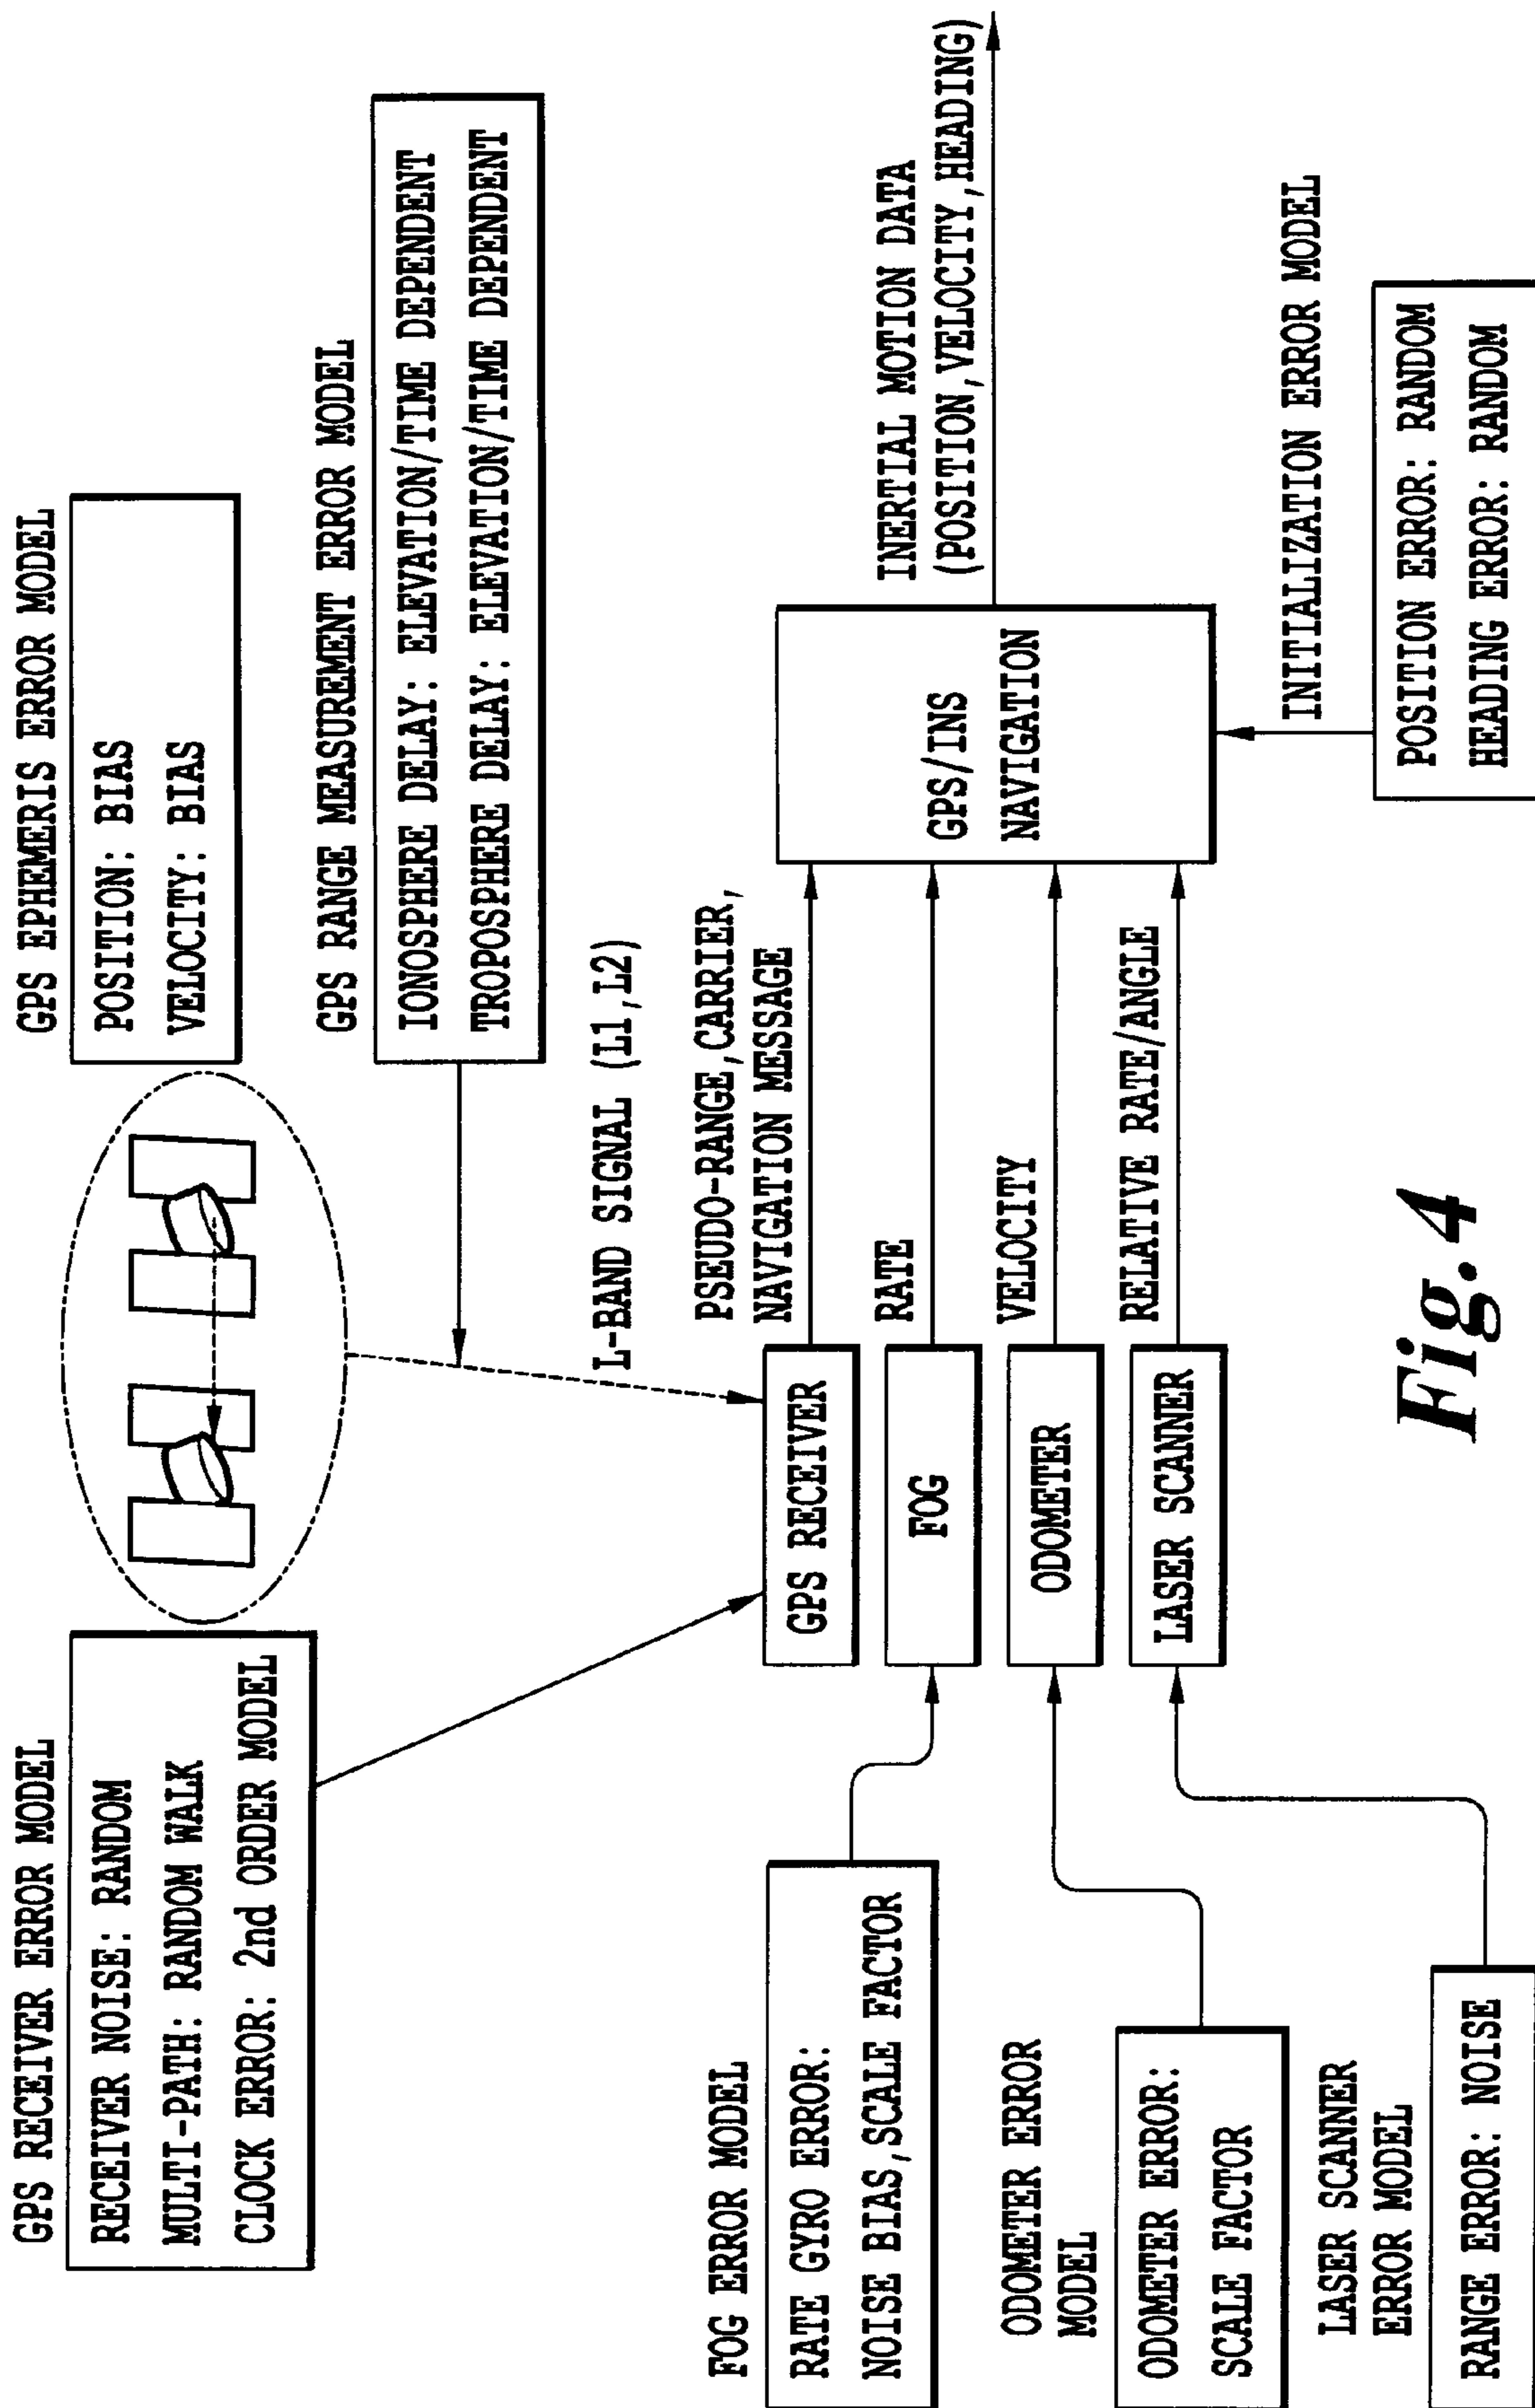 GPS RECEIVER ERROR MODEL
RECEIVER NOISE: RANDOM
MULTI-PATH: RANDOM WALK
CLOCK ERROR: 2nd ORDER MODEL
GPS EPHEMERIS ERROR MODEL
POSITION: BIAS
VELOCITY: BIAS
GPS RANGE MEASUREMENT ERROR MODEL
IONOSPHERE DELAY: ELEVATION/TIME DEPENDENT
TROPOSPHERE DELAY: ELEVATION/TIME DEPENDENT
L-BAND SIGNAL (L1,L2)
FOG ERROR MODEL
RATE GYRO ERROR:
NOISE BIAS,SCALE FACTOR
ODOMETER ERROR
MODEL
ODOMETER ERROR:
SCALE FACTOR
LASER SCANNER
ERROR MODEL
RANGE ERROR: NOISE
GPS RECEIVER
FOG
ODOMETER
LASER SCANNER
PSEUDO-RANGE,CARRIER,
NAVIGATION MESSAGE
RATE
VELOCITY
RELATIVE RATE/ANGLE
GPS/INS
NAVIGATION
INERTIAL MOTION DATA
(POSITION,VELOCITY,HEADING)
INITIALIZATION ERROR MODEL
POSITION ERROR: RANDOM
HEADING ERROR: RANDOM
Fig.4